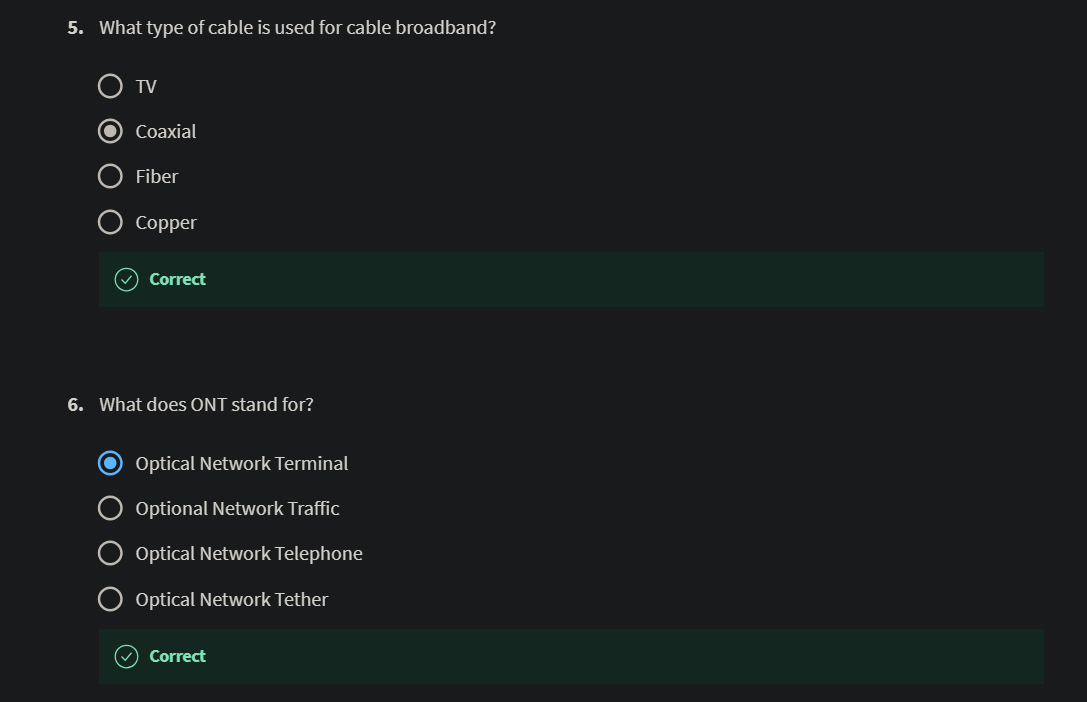 5. What type of cable is used for cable broadband?
TV
Coaxial
Fiber
Copper
Correct
6. What does ONT stand for?
Optical Network Terminal
Optional Network Traffic
Optical Network Telephone
Optical Network Tether
Correct